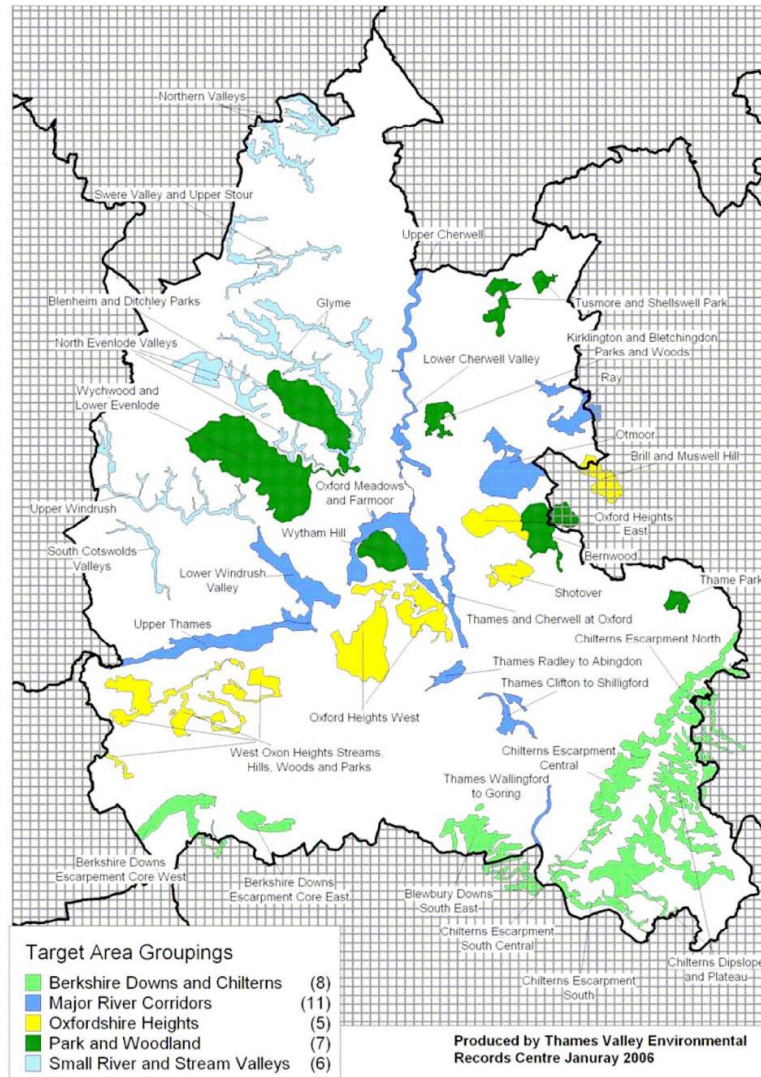 Northern Valleys
Swere Valley and Upper Stour
Upper Cherwell
Blenheim and Ditchley Parks
Glyme
Tusmore and Shellswell Park
North Evenlode Valleys
Kirklington and Bletchingdon
Parks and Woods
Lower Cherwell Valley
Wychwood and
Lower Evenlode
Ray
Otmoor
Brill and Muswell Hill
Oxford Meadows
and Farmoor
Upper Windrush
Oxford Heights
East
Wytham Hill
Bernwood
South Cotswolds
Valleys
Lower Windrush
Valley
Shotover
Thame Park
Thames and Cherwell at Oxford
Upper Thames
Chilterns Escarpment North
Thames Radley to Abingdon
Thames Clifton to Shilligford
Oxford Heights West
West Oxon Heights Streams,
Hills, Woods and Parks
Chilterns Escarpment
Central
Thames Wallingford
to Goring
Berkshire Downs
Escarpement Core West
Berkshire Downs
Escarpment Core East
Blewbury Downs
South East
Chilterns Escarpment
South Central
Chilterns Dipslope
and Plateau
Chilterns Escarpment
South
Target Area Groupings
Berkshire Downs and Chilterns (8)
Major River Corridors (11)
Oxfordshire Heights (5)
Park and Woodland (7)
Small River and Stream Valleys (6)
Produced by Thames Valley Environmental
Records Centre Januray 2006